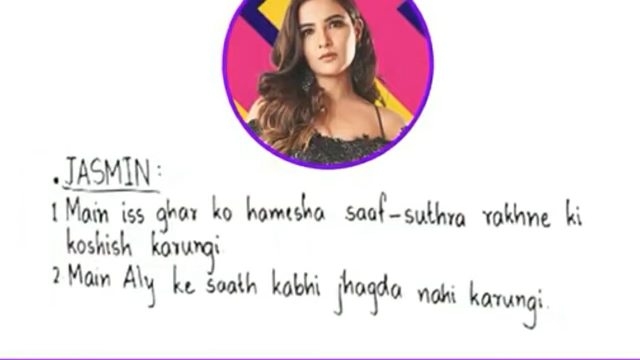 . JASMIN:
1 Main iss ghar ko hamesha saaf-suthra rakhne ki
koshish karungi
2 Main Aly ke saath kabhi jhagda nahi karungi.